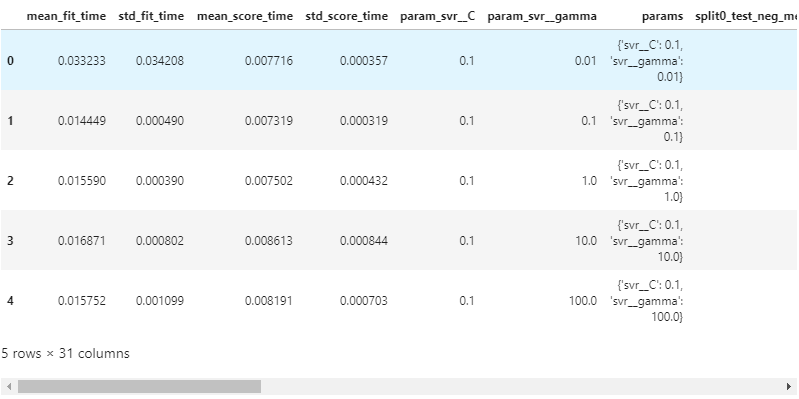 mean_fit_time std_fit_time mean_score_time std_score_time param_svr__C param_svr__gamma params split0_test_neg_me
0 0.033233 0.034208 0.007716 0.000357 0.1 0.01 {'svr__C': 0.1, 'svr__gamma': 0.01}
1 0.014449 0.000490 0.007319 0.000319 0.1 0.1 {'svr__C': 0.1, 'svr__gamma': 0.1}
2 0.015590 0.000390 0.007502 0.000432 0.1 1.0 {'svr__C': 0.1, 'svr__gamma': 1.0}
3 0.016871 0.000802 0.008613 0.000844 0.1 10.0 {'svr__C': 0.1, 'svr__gamma': 10.0}
4 0.015752 0.001099 0.008191 0.000703 0.1 100.0 {'svr__C': 0.1, 'svr__gamma': 100.0}
5 rows × 31 columns